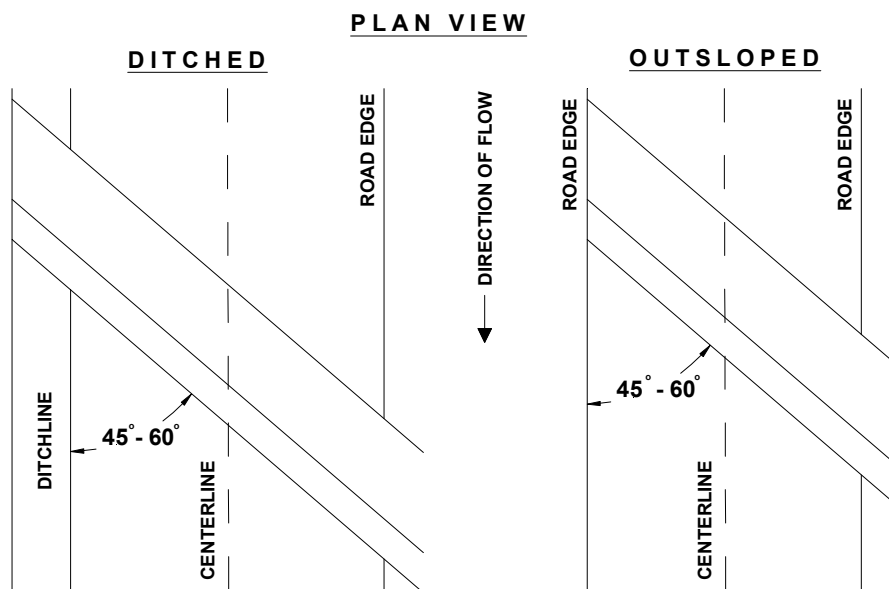 PLAN VIEW
DITCHED
OUTSLOPED
ROAD EDGE
DIRECTION OF FLOW
ROAD EDGE
ROAD EDGE
45° - 60°
45° - 60°
DITCHLINE
CENTERLINE
CENTERLINE